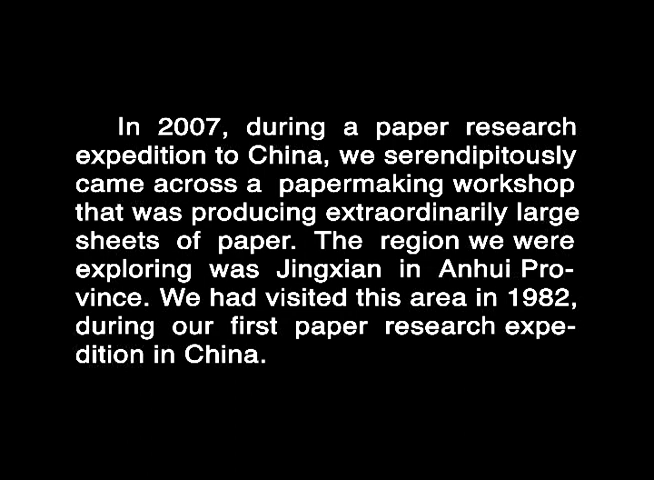 In 2007, during a paper research
expedition to China, we serendipitously
came across a papermaking workshop
that was producing extraordinarily large
sheets of paper. The region we were
exploring was Jingxian in Anhui Pro-
vince. We had visited this area in 1982,
during our first paper research expe-
dition in China.